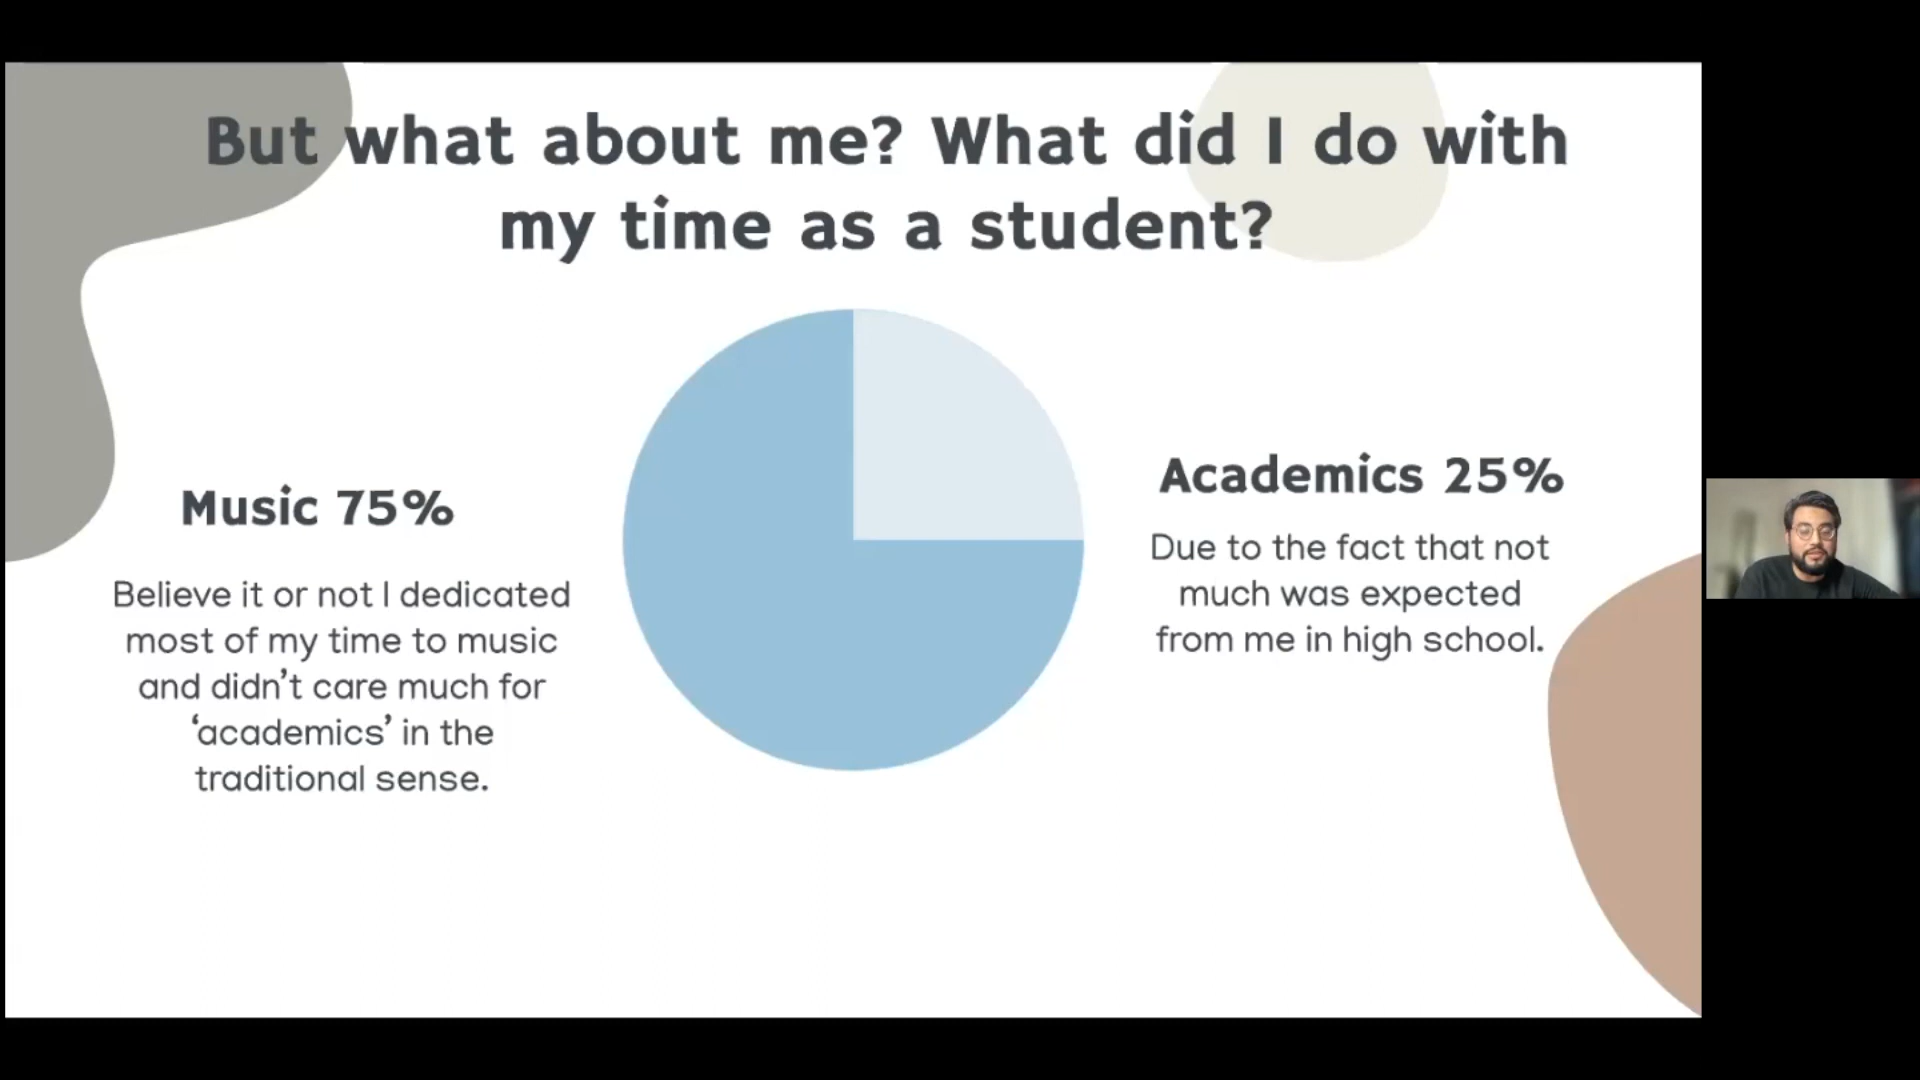 But what about me? What did I do with
my time as a student?
Music 75%
Believe it or not I dedicated
most of my time to music
and didn’t care much for
‘academics’ in the
traditional sense.
Academics 25%
Due to the fact that not
much was expected
from me in high school.